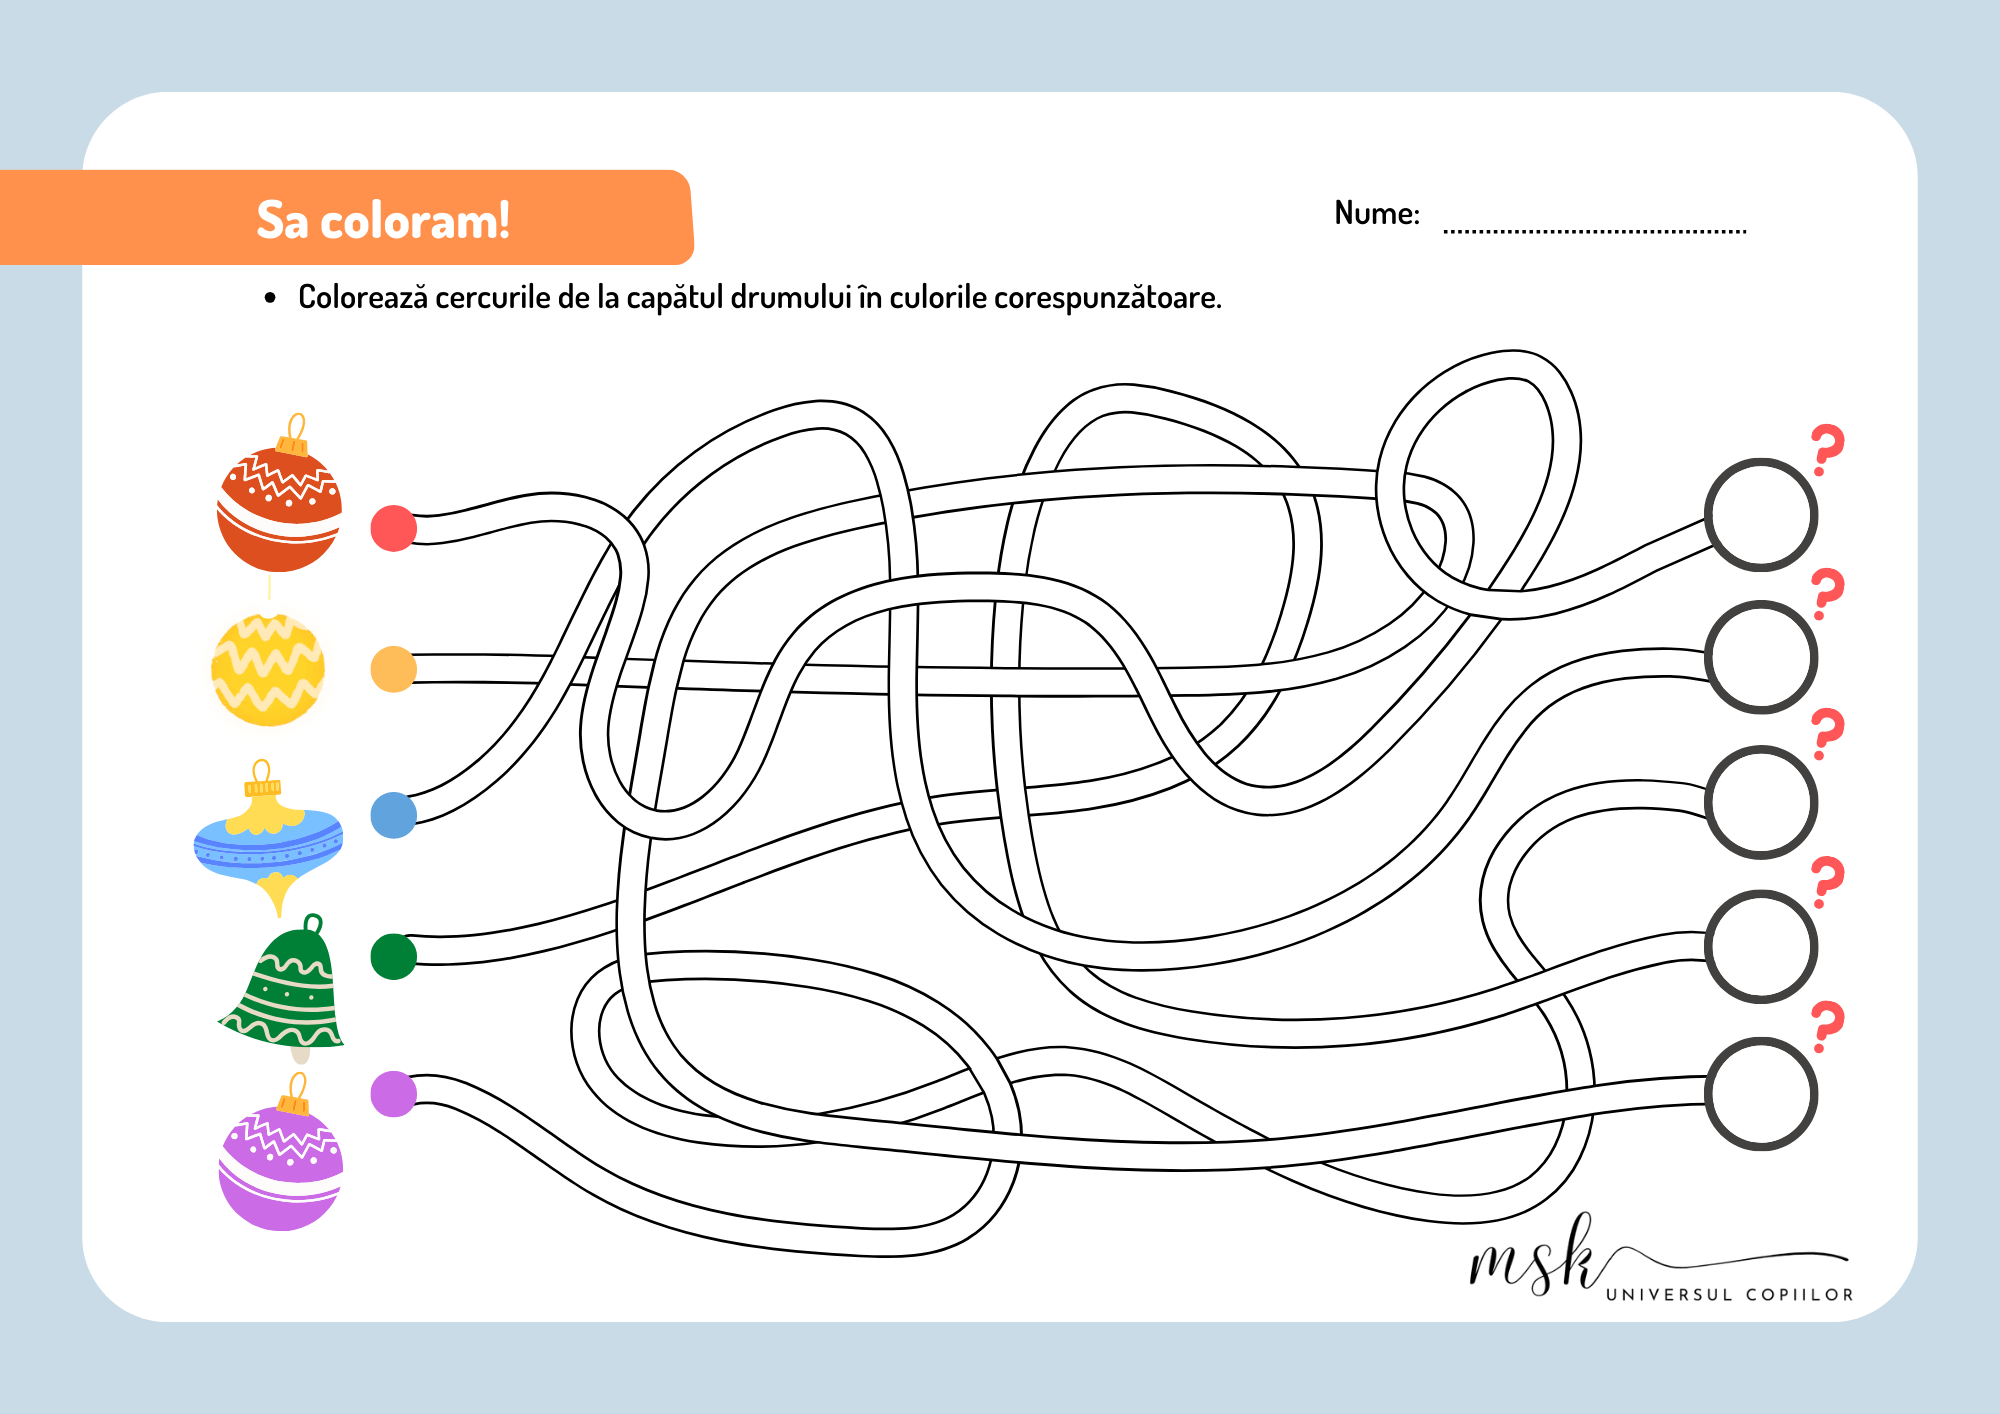 Sa coloram!
Nume: ...........................................
• Colorează cercurile de la capătul drumului în culorile corespunzătoare.
?
?
?
?
?
msk
UNIVERSUL COPIILOR